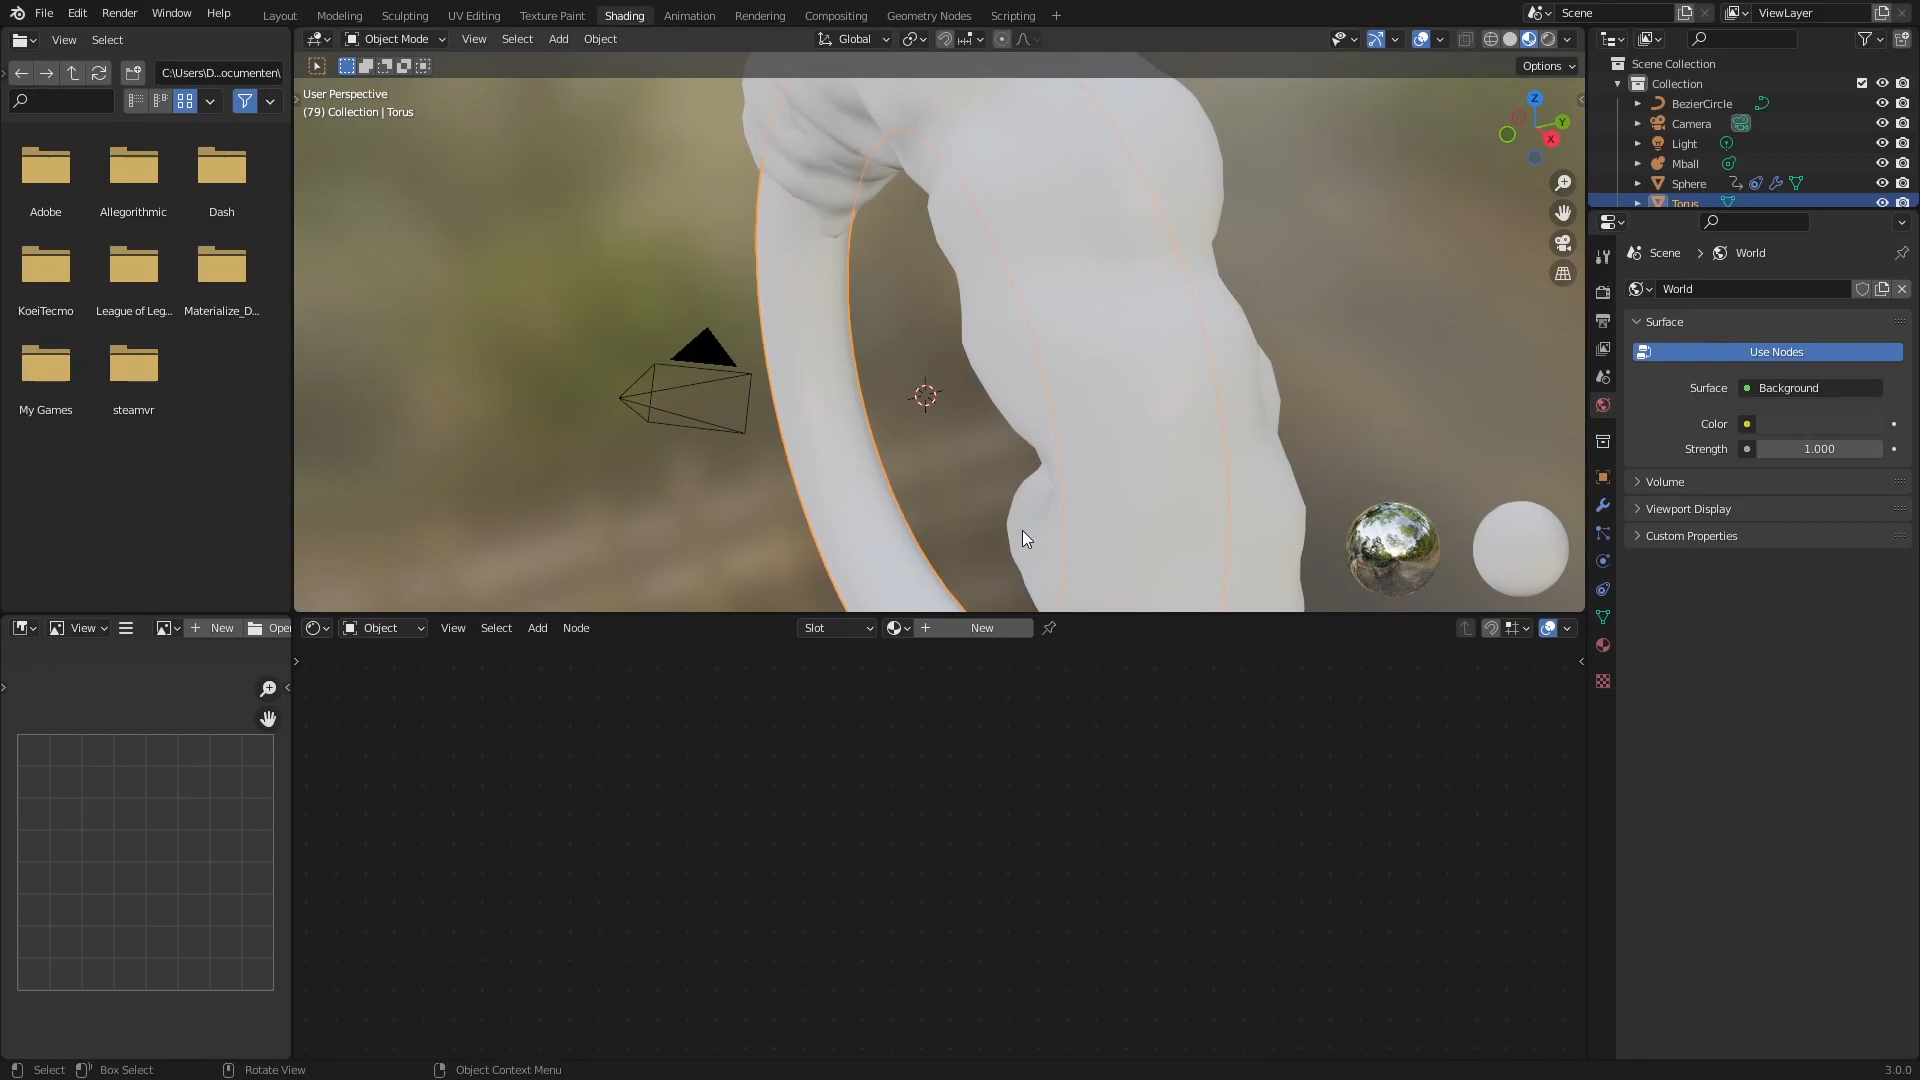 File Edit Render Window Help
Layout Modeling Sculpting UV Editing Texture Paint Shading Animation Rendering Compositing Geometry Nodes Scripting +
Scene
ViewLayer
View Select
Object Mode View Select Add Object
Global
C:\Users\D...ocumenten\
Options
User Perspective
(79) Collection | Torus
Z
Y
X
Adobe
Allegorithmic
Dash
KoeiTecmo
League of Leg...
Materialize_D...
My Games
steamvr
Scene Collection
Collection
BezierCircle
Camera
Light
Mball
Sphere
Torus
Scene > World
World
Surface
Use Nodes
Surface Background
Color
Strength 1.000
Volume
Viewport Display
Custom Properties
View
+ New
Open
Object View Select Add Node
Slot
+ New
Select Box Select Rotate View Object Context Menu
3.0.0